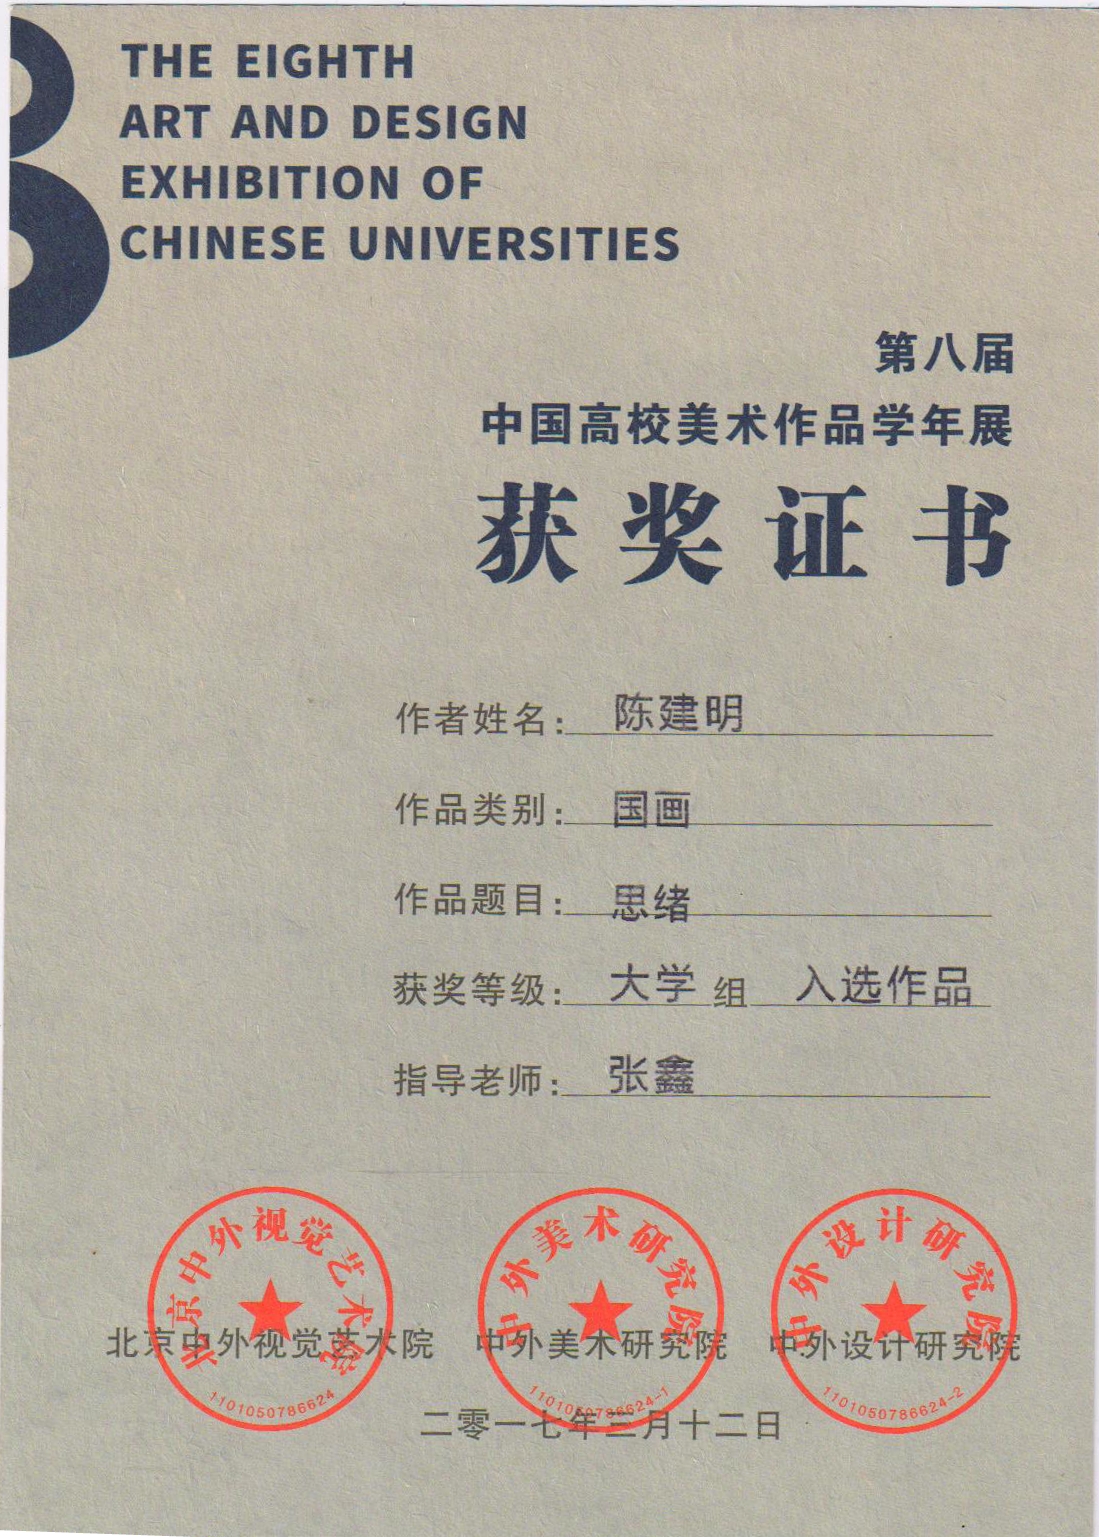 8
THE EIGHTH
ART AND DESIGN
EXHIBITION OF
CHINESE UNIVERSITIES
第八届
中国高校美术作品学年展
获奖证书
作者姓名: 陈建明
作品类别: 国画
作品题目: 思绪
获奖等级: 大学 组 入选作品
指导老师: 张鑫
北京中外视觉艺术院
1101050786624
中外美术研究院
1101050786624-1
中外设计研究院
1101050786624-2
北京中外视觉艺术院 中外美术研究院 中外设计研究院
二零一七年三月十二日